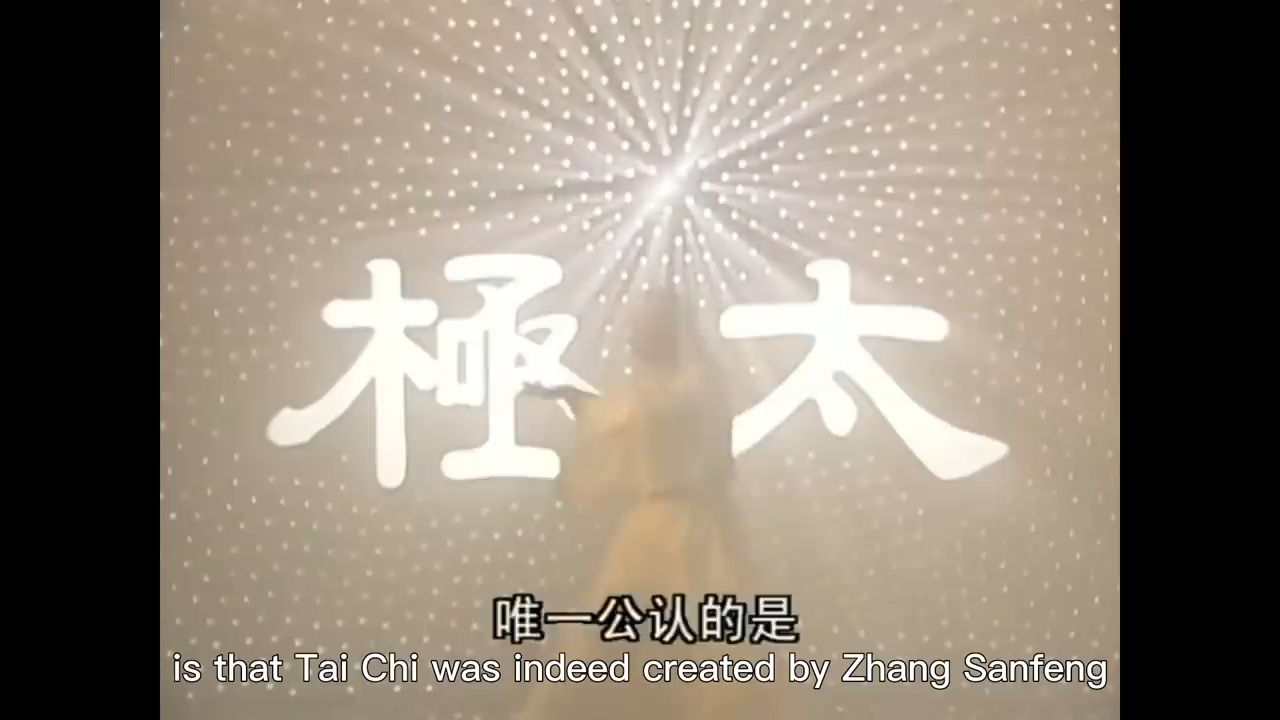 太極
唯一公认的是
is that Tai Chi was indeed created by Zhang Sanfeng